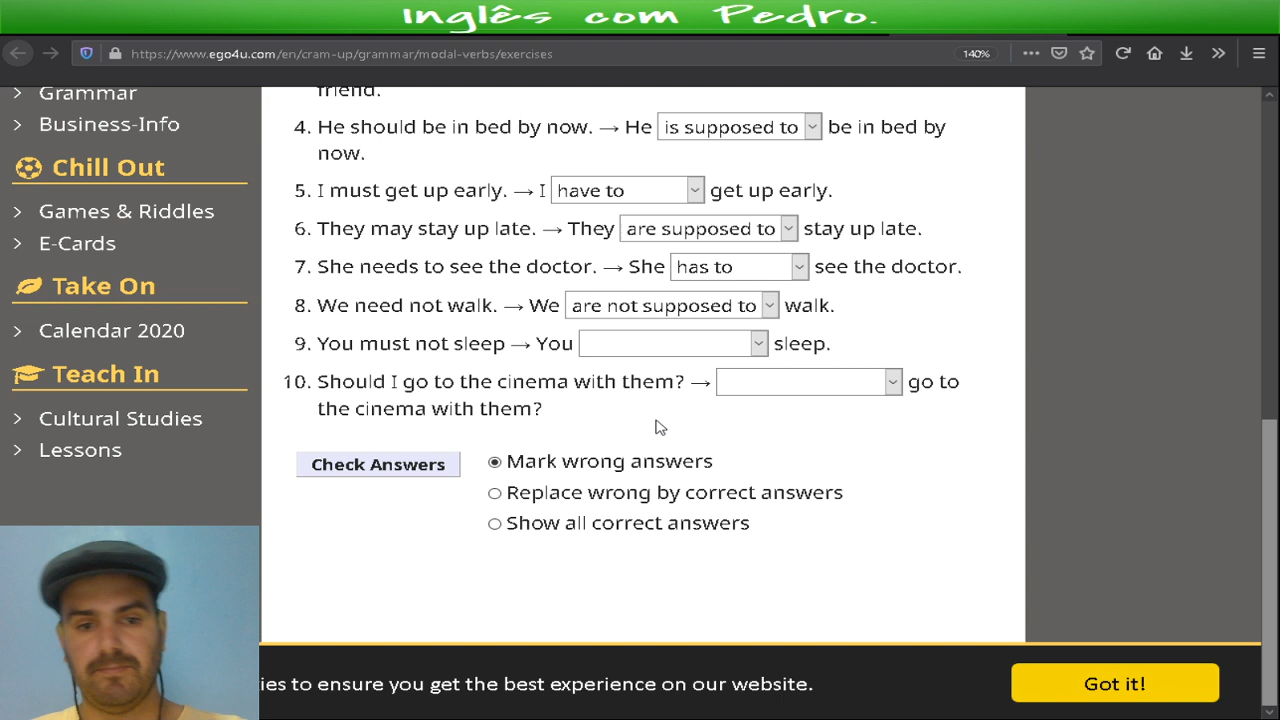 Inglês com Pedro.
https://www.ego4u.com/en/cram-up/grammar/modal-verbs/exercises
140%
> Grammar
> Business-Info
Chill Out
> Games & Riddles
> E-Cards
Take On
> Calendar 2020
Teach In
> Cultural Studies
> Lessons
friend.
4. He should be in bed by now. → He is supposed to be in bed by
now.
5. I must get up early. → I have to get up early.
6. They may stay up late. → They are supposed to stay up late.
7. She needs to see the doctor. → She has to see the doctor.
8. We need not walk. → We are not supposed to walk.
9. You must not sleep → You sleep.
10. Should I go to the cinema with them? → go to
the cinema with them?
Check Answers
Mark wrong answers
Replace wrong by correct answers
Show all correct answers
ies to ensure you get the best experience on our website.
Got it!